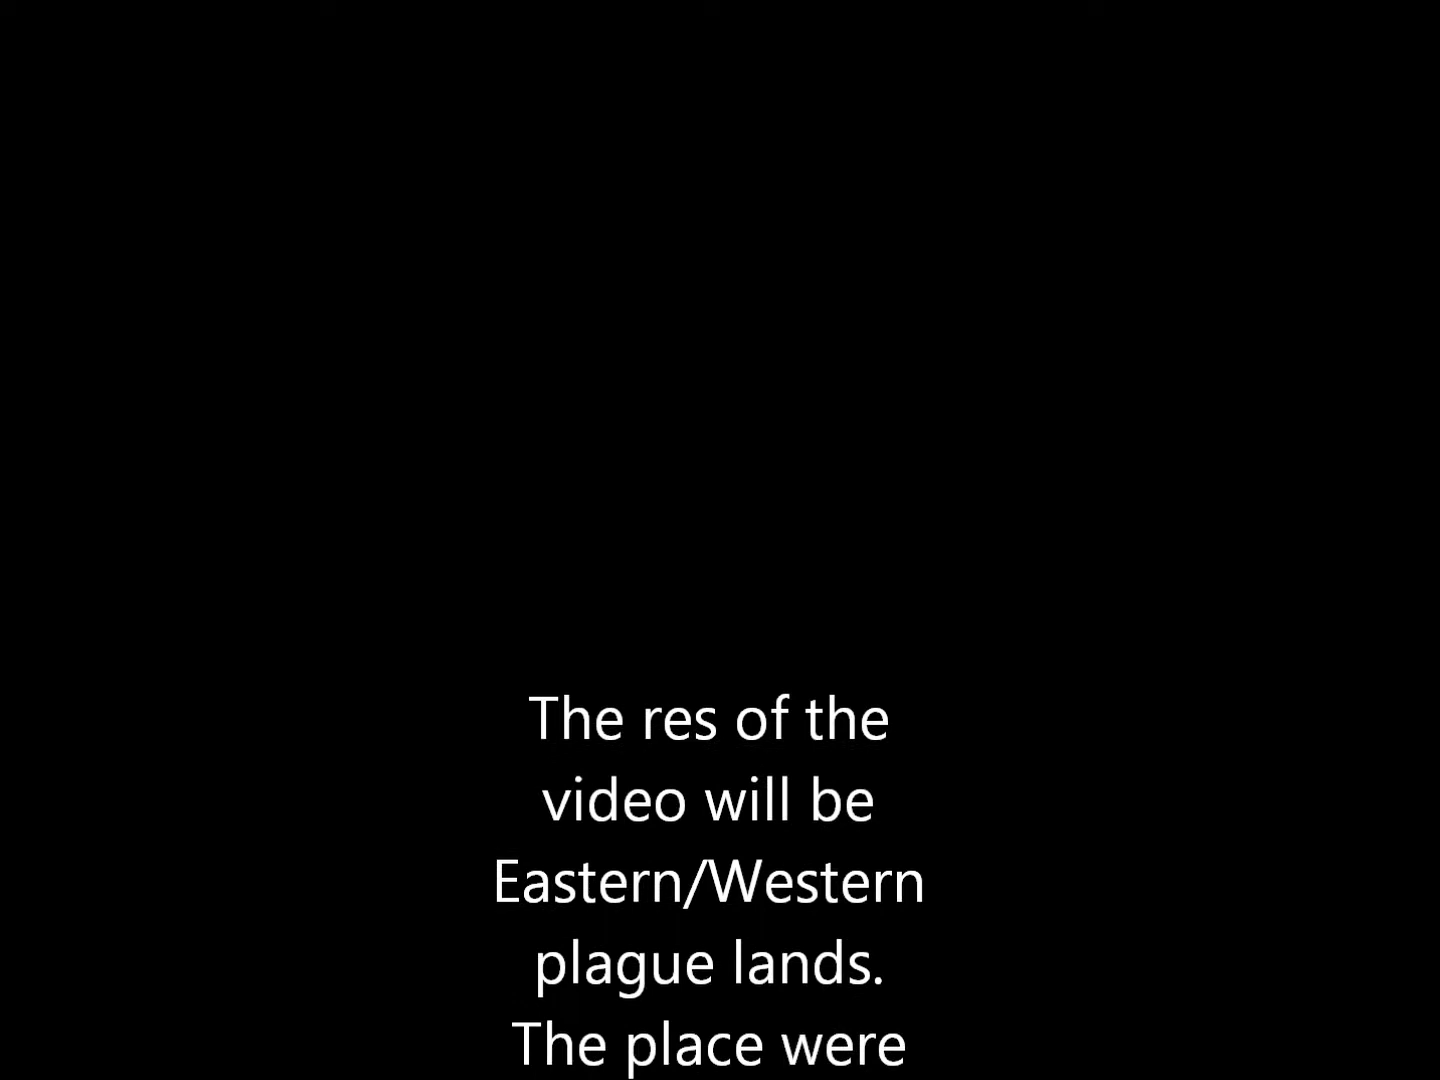 The res of the
video will be
Eastern/Western
plague lands.
The place were